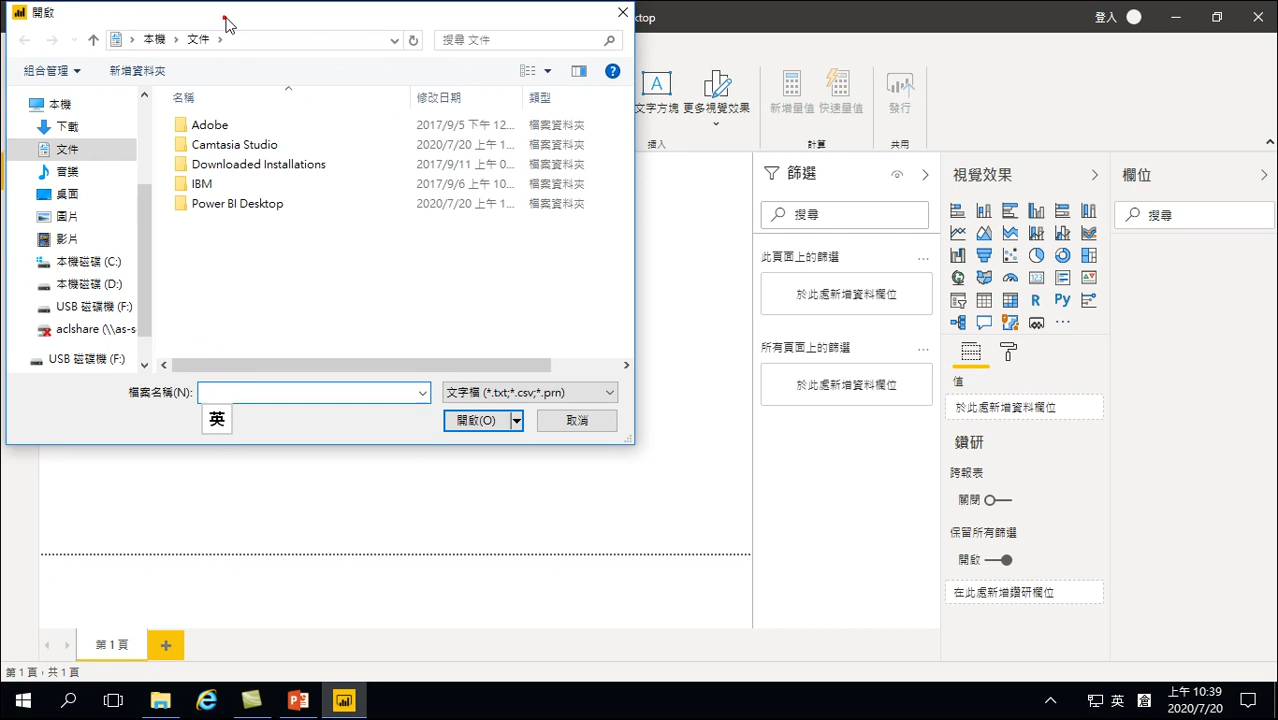 開啟
ktop
登入
本機
文件
搜尋 文件
組合管理
新增資料夾
名稱
修改日期
類型
本機
下載
文件
音樂
桌面
圖片
影片
本機磁碟 (C:)
本機磁碟 (D:)
USB 磁碟機 (F:)
aclshare (\\as-s
USB 磁碟機 (F:)
Adobe
2017/9/5 下午 12...
檔案資料夾
Camtasia Studio
2020/7/20 上午 1...
檔案資料夾
Downloaded Installations
2017/9/11 上午 0...
檔案資料夾
IBM
2017/9/6 上午 10...
檔案資料夾
Power BI Desktop
2020/7/20 上午 1...
檔案資料夾
檔案名稱(N):
文字檔 (*.txt;*.csv;*.prn)
英
開啟(O)
取消
A
文字方塊
更多視覺效果
新增量值
快速量值
發行
插入
計算
共用
篩選
搜尋
此頁面上的篩選
...
於此處新增資料欄位
所有頁面上的篩選
...
於此處新增資料欄位
視覺效果
123
R
Py
...
值
於此處新增資料欄位
鑽研
跨報表
關閉
保留所有篩選
開啟
在此處新增鑽研欄位
欄位
搜尋
第 1 頁
+
第 1 頁，共 1 頁
英
上午 10:39
2020/7/20